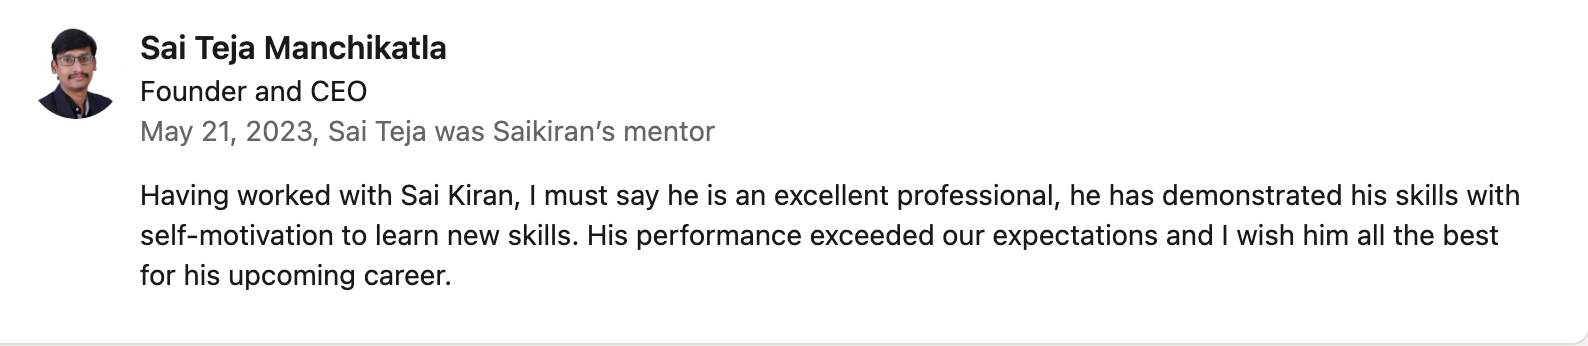 Sai Teja Manchikatla
Founder and CEO
May 21, 2023, Sai Teja was Saikiran’s mentor
Having worked with Sai Kiran, I must say he is an excellent professional, he has demonstrated his skills with
self-motivation to learn new skills. His performance exceeded our expectations and I wish him all the best
for his upcoming career.